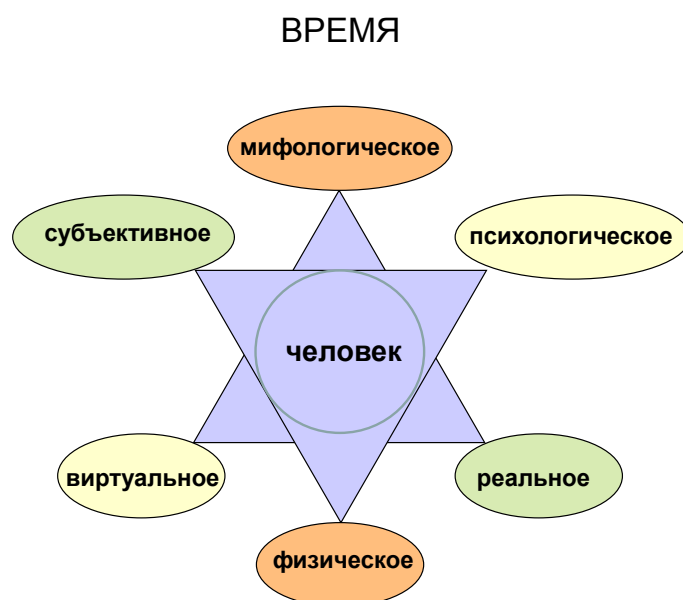 ВРЕМЯ
мифологическое
субъективное
психологическое
человек
виртуальное
реальное
физическое